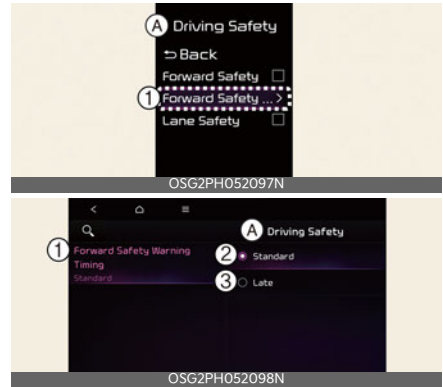 A Driving Safety
Back
Forward Safety
1 Forward Safety ... >
Lane Safety
OSG2PH052097N
A Driving Safety
1 Forward Safety Warning
Timing
Standard
2 Standard
3 Late
OSG2PH052098N